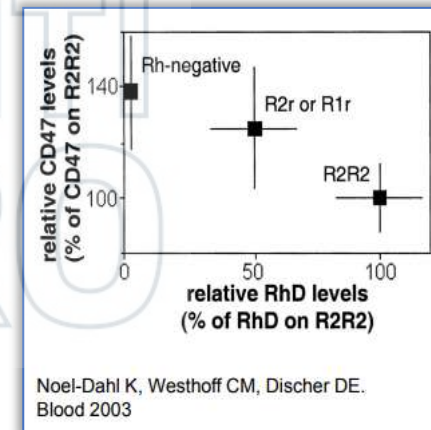 relative CD47 levels
(% of CD47 on R2R2)
140
100
Rh-negative
R2r or R1r
R2R2
0
50
100
relative RhD levels
(% of RhD on R2R2)
Noel-Dahl K, Westhoff CM, Discher DE.
Blood 2003